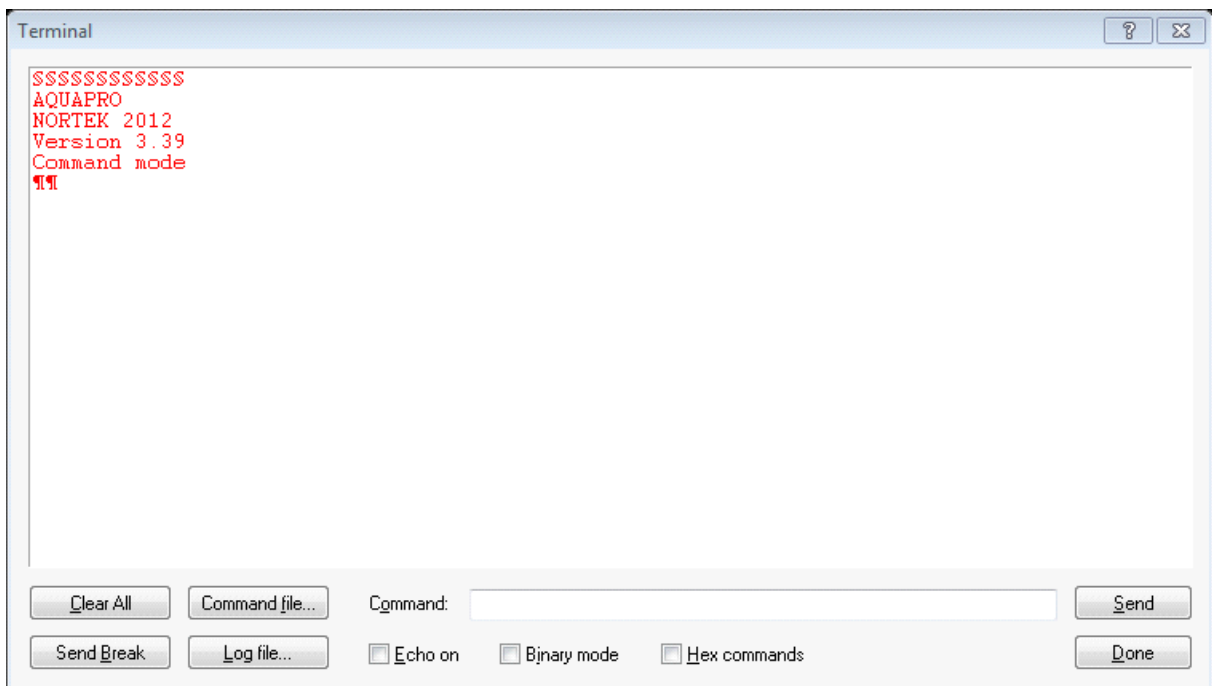 Terminal
?
SSSSSSSSSSSS
AQUAPRO
NORTEK 2012
Version 3.39
Command mode
¶¶
Clear All Command file... Command: Send
Send Break Log file... Echo on Binary mode Hex commands Done